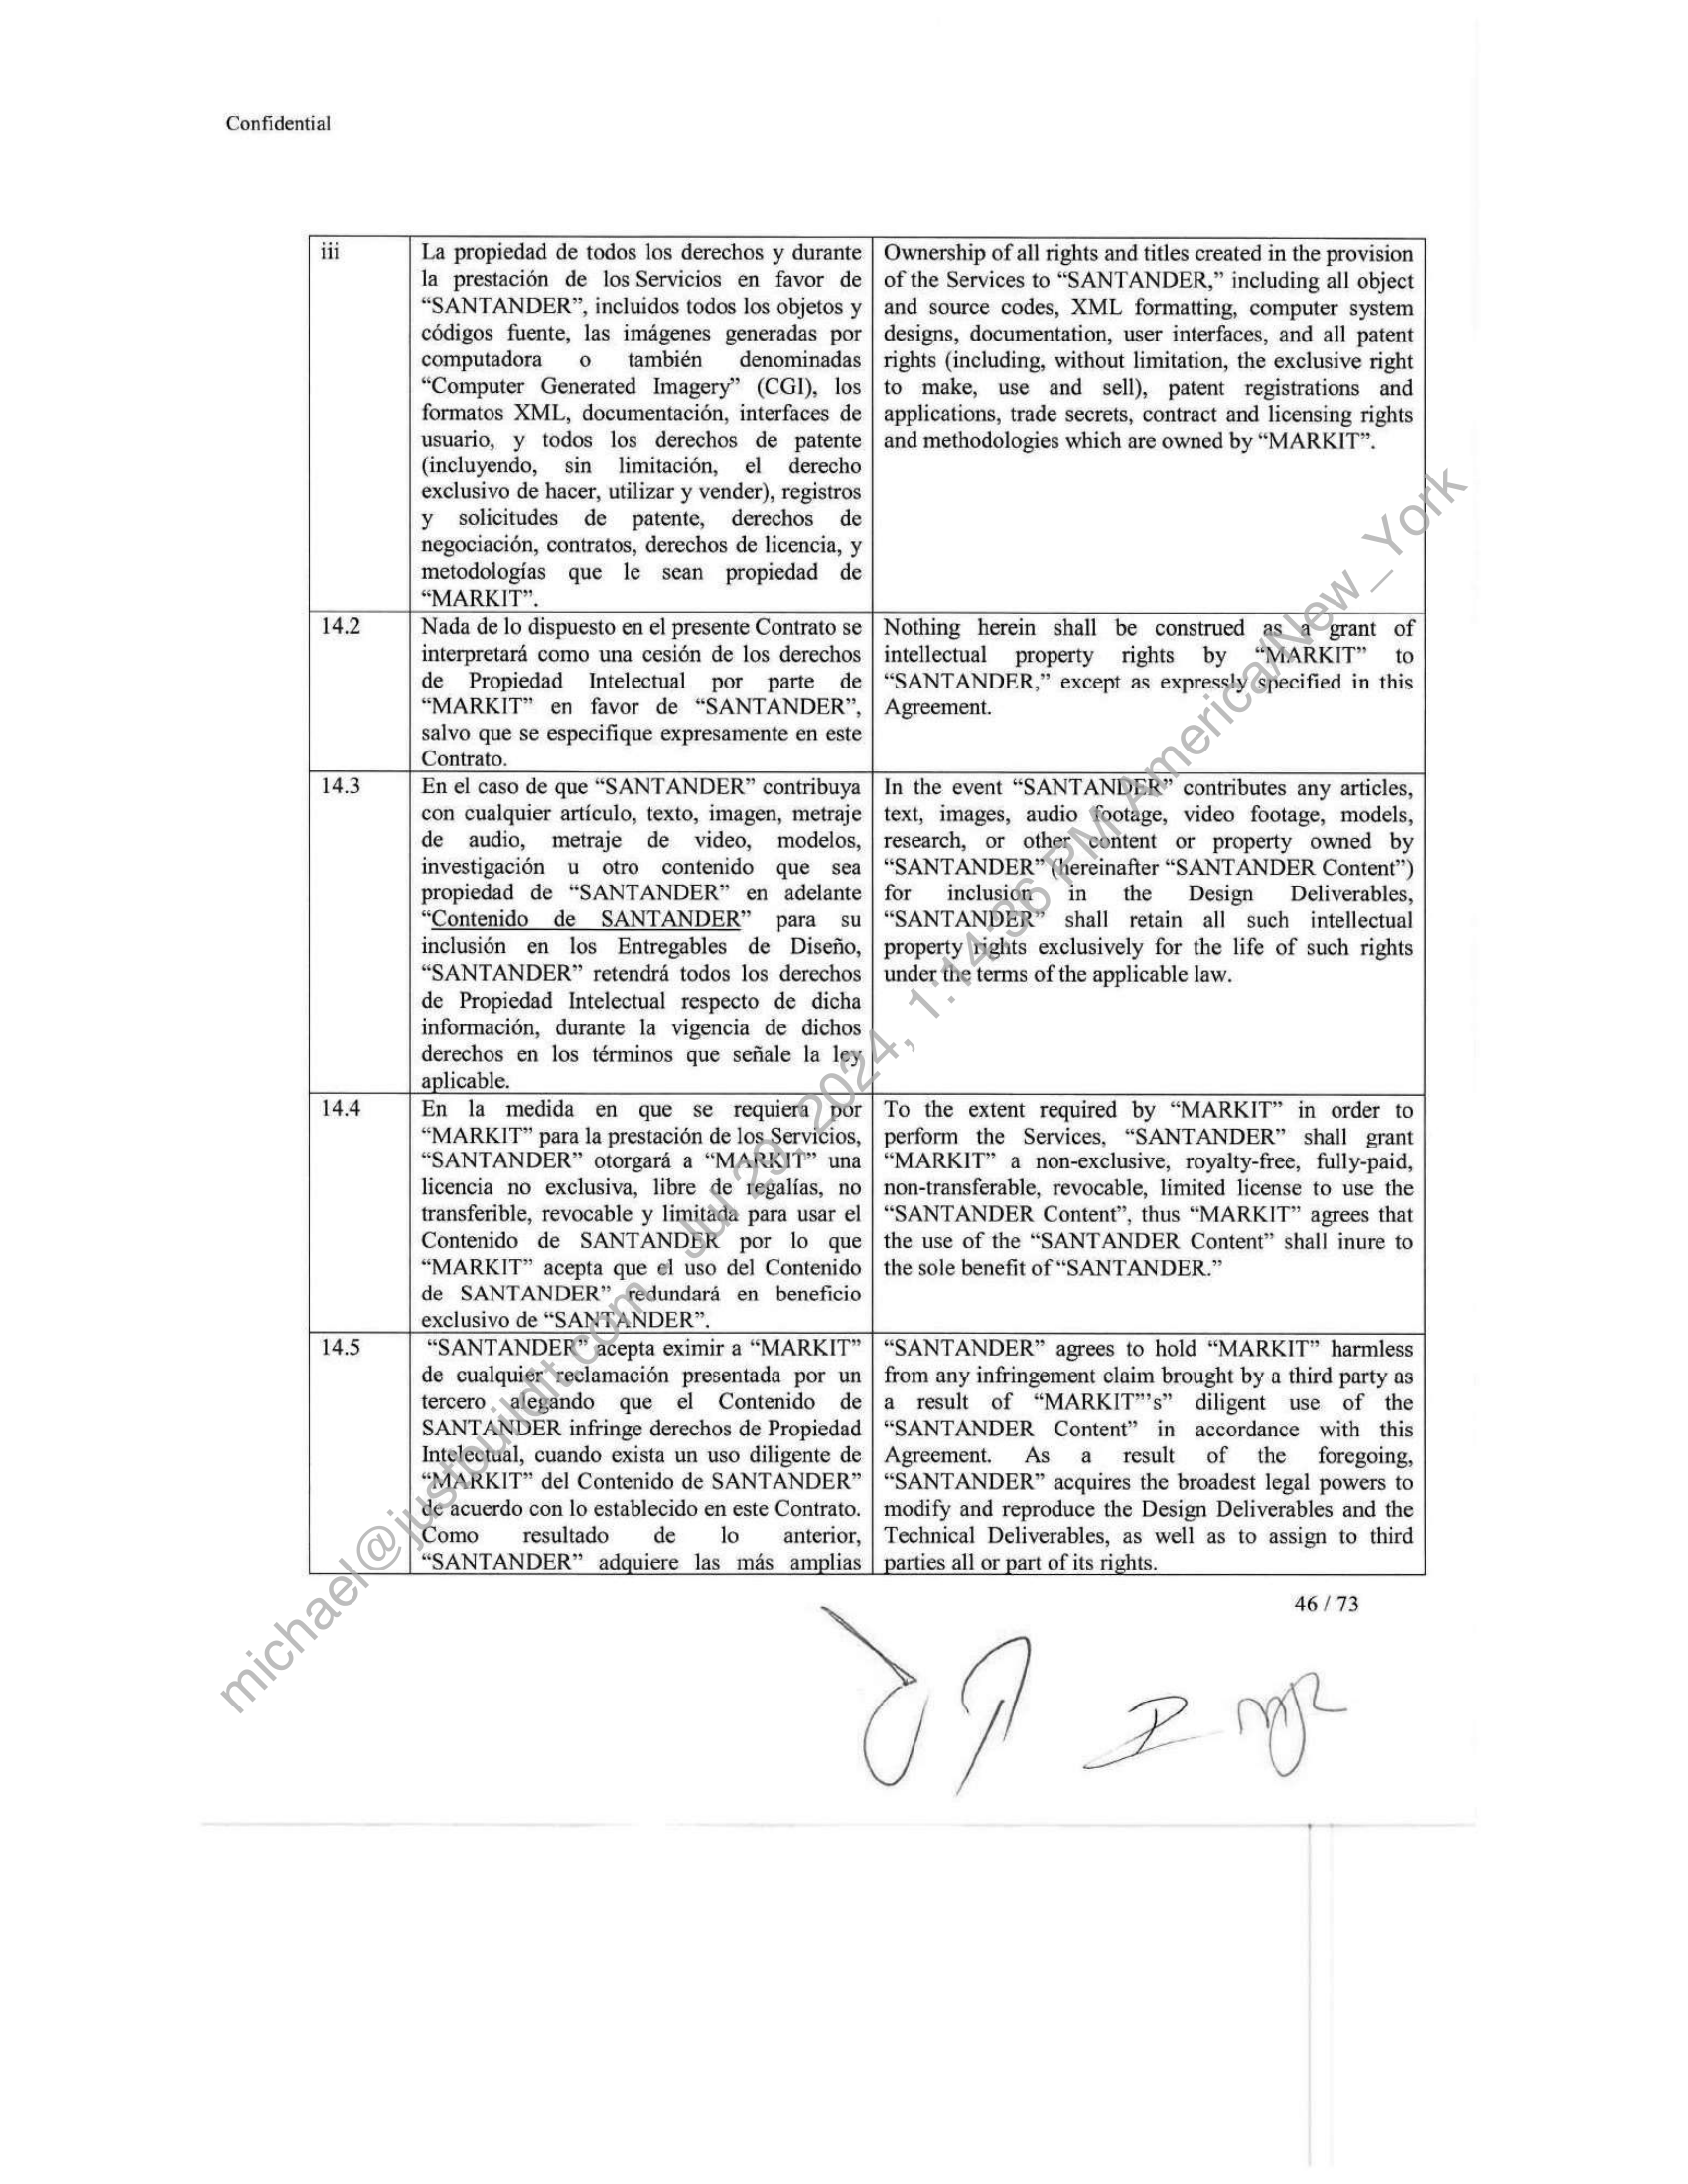 Confidential
iii
La propiedad de todos los derechos y durante
la prestación de los Servicios en favor de
“SANTANDER”, incluidos todos los objetos y
códigos fuente, las imágenes generadas por
computadora o también denominadas
“Computer Generated Imagery” (CGI), los
formatos XML, documentación, interfaces de
usuario, y todos los derechos de patente
(incluyendo, sin limitación, el derecho
exclusivo de hacer, utilizar y vender), registros
y solicitudes de patente, derechos de
negociación, contratos, derechos de licencia, y
metodologías que le sean propiedad de
“MARKIT”.
Ownership of all rights and titles created in the provision
of the Services to “SANTANDER,” including all object
and source codes, XML formatting, computer system
designs, documentation, user interfaces, and all patent
rights (including, without limitation, the exclusive right
to make, use and sell), patent registrations and
applications, trade secrets, contract and licensing rights
and methodologies which are owned by “MARKIT”.
14.2
Nada de lo dispuesto en el presente Contrato se
interpretará como una cesión de los derechos
de Propiedad Intelectual por parte de
“MARKIT” en favor de “SANTANDER”,
salvo que se especifique expresamente en este
Contrato.
Nothing herein shall be construed as a grant of
intellectual property rights by “MARKIT” to
“SANTANDER,” except as expressly specified in this
Agreement.
14.3
En el caso de que “SANTANDER” contribuya
con cualquier artículo, texto, imagen, metraje
de audio, metraje de video, modelos,
investigación u otro contenido que sea
propiedad de “SANTANDER” en adelante
“Contenido de SANTANDER” para su
inclusión en los Entregables de Diseño,
“SANTANDER” retendrá todos los derechos
de Propiedad Intelectual respecto de dicha
información, durante la vigencia de dichos
derechos en los términos que señale la ley
aplicable.
In the event “SANTANDER” contributes any articles,
text, images, audio footage, video footage, models,
research, or other content or property owned by
“SANTANDER” (hereinafter “SANTANDER Content”)
for inclusion in the Design Deliverables,
“SANTANDER” shall retain all such intellectual
property rights exclusively for the life of such rights
under the terms of the applicable law.
14.4
En la medida en que se requiera por
“MARKIT” para la prestación de los Servicios,
“SANTANDER” otorgará a “MARKIT” una
licencia no exclusiva, libre de regalías, no
transferible, revocable y limitada para usar el
Contenido de SANTANDER por lo que
“MARKIT” acepta que el uso del Contenido
de SANTANDER” redundará en beneficio
exclusivo de “SANTANDER”.
To the extent required by “MARKIT” in order to
perform the Services, “SANTANDER” shall grant
“MARKIT” a non-exclusive, royalty-free, fully-paid,
non-transferable, revocable, limited license to use the
“SANTANDER Content”, thus “MARKIT” agrees that
the use of the “SANTANDER Content” shall inure to
the sole benefit of “SANTANDER.”
14.5
“SANTANDER” acepta eximir a “MARKIT”
de cualquier reclamación presentada por un
tercero alegando que el Contenido de
SANTANDER infringe derechos de Propiedad
Intelectual, cuando exista un uso diligente de
“MARKIT” del Contenido de SANTANDER”
de acuerdo con lo establecido en este Contrato.
Como resultado de lo anterior,
“SANTANDER” adquiere las más amplias
“SANTANDER” agrees to hold “MARKIT” harmless
from any infringement claim brought by a third party as
a result of “MARKIT”'s” diligent use of the
“SANTANDER Content” in accordance with this
Agreement. As a result of the foregoing,
“SANTANDER” acquires the broadest legal powers to
modify and reproduce the Design Deliverables and the
Technical Deliverables, as well as to assign to third
parties all or part of its rights.
46 / 73
michael@justbuildit.com - Jul 29, 2024, 1:14:36 PM America/New_York